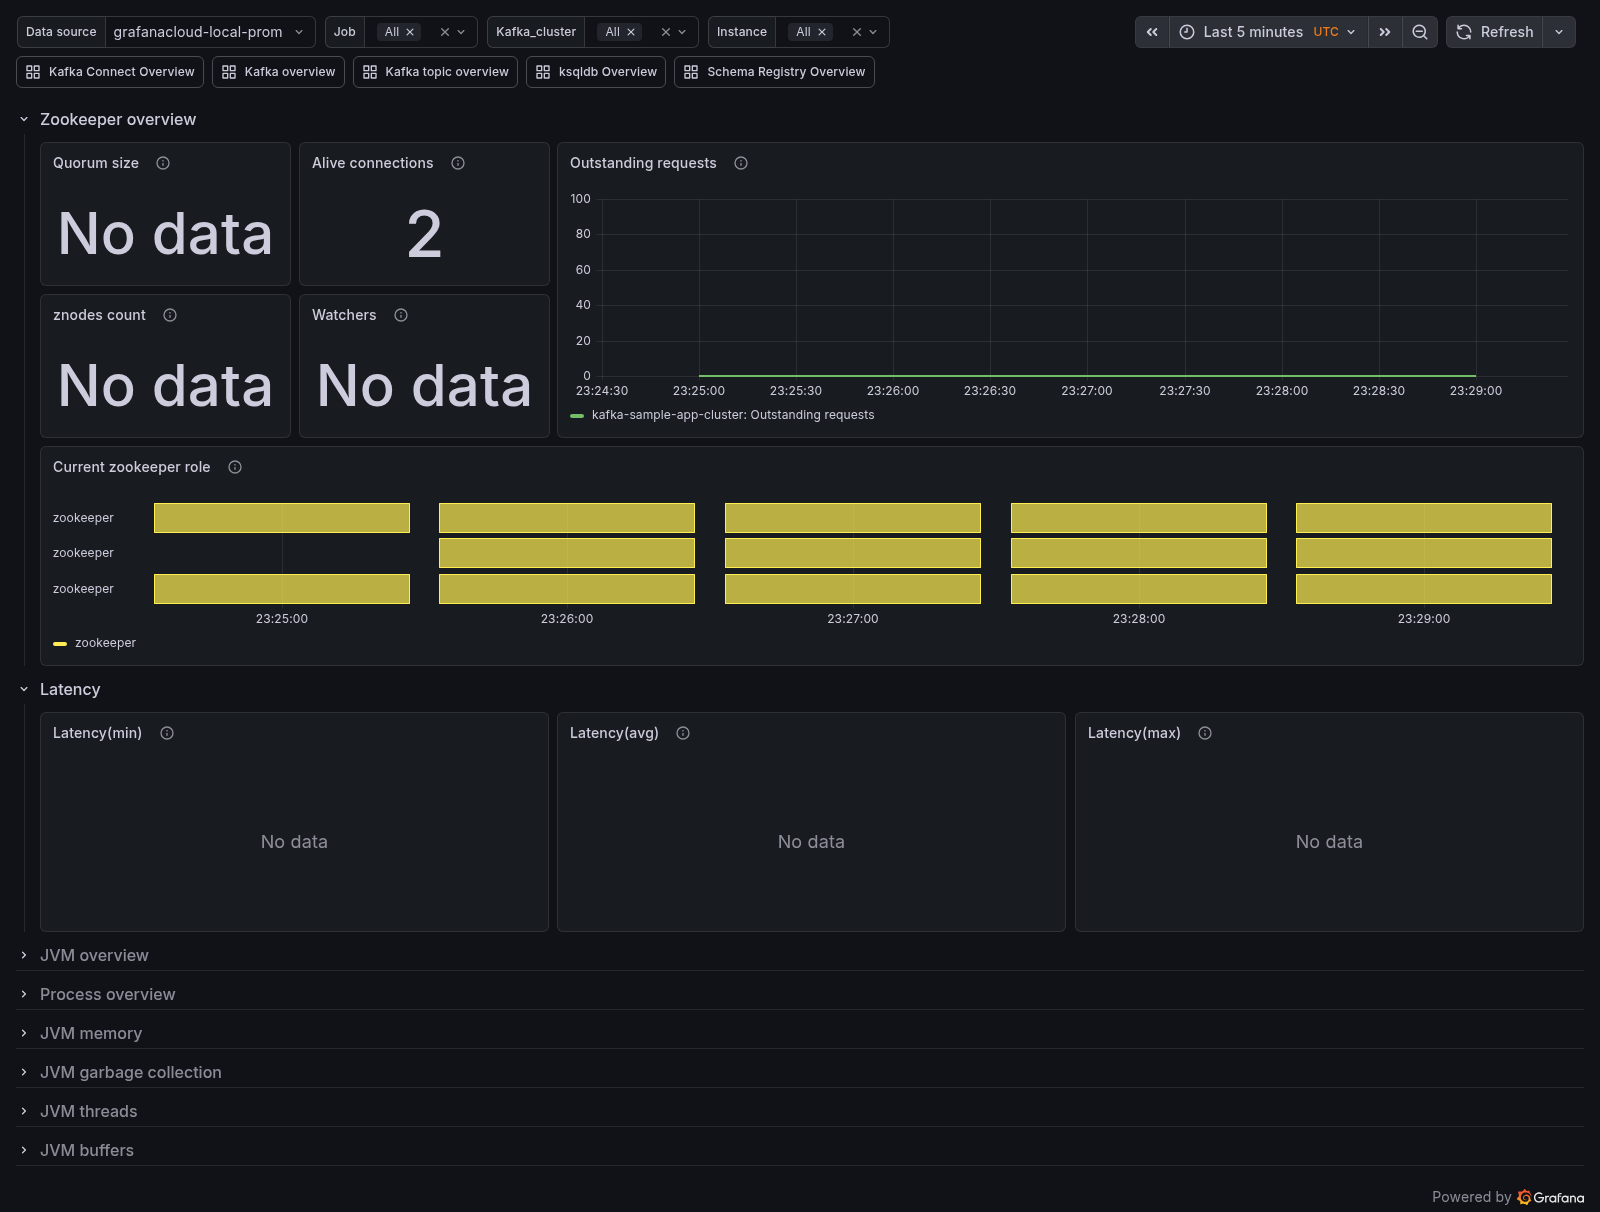 Data source grafanacloud-local-prom Job All Kafka_cluster All Instance All Last 5 minutes UTC Refresh
Kafka Connect Overview Kafka overview Kafka topic overview ksqldb Overview Schema Registry Overview
Zookeeper overview
Quorum size
No data
Alive connections
2
znodes count
No data
Watchers
No data
Outstanding requests
100
80
60
40
20
0
23:24:30 23:25:00 23:25:30 23:26:00 23:26:30 23:27:00 23:27:30 23:28:00 23:28:30 23:29:00
kafka-sample-app-cluster: Outstanding requests
Current zookeeper role
zookeeper
zookeeper
zookeeper
23:25:00 23:26:00 23:27:00 23:28:00 23:29:00
zookeeper
Latency
Latency(min)
No data
Latency(avg)
No data
Latency(max)
No data
JVM overview
Process overview
JVM memory
JVM garbage collection
JVM threads
JVM buffers
Powered by Grafana